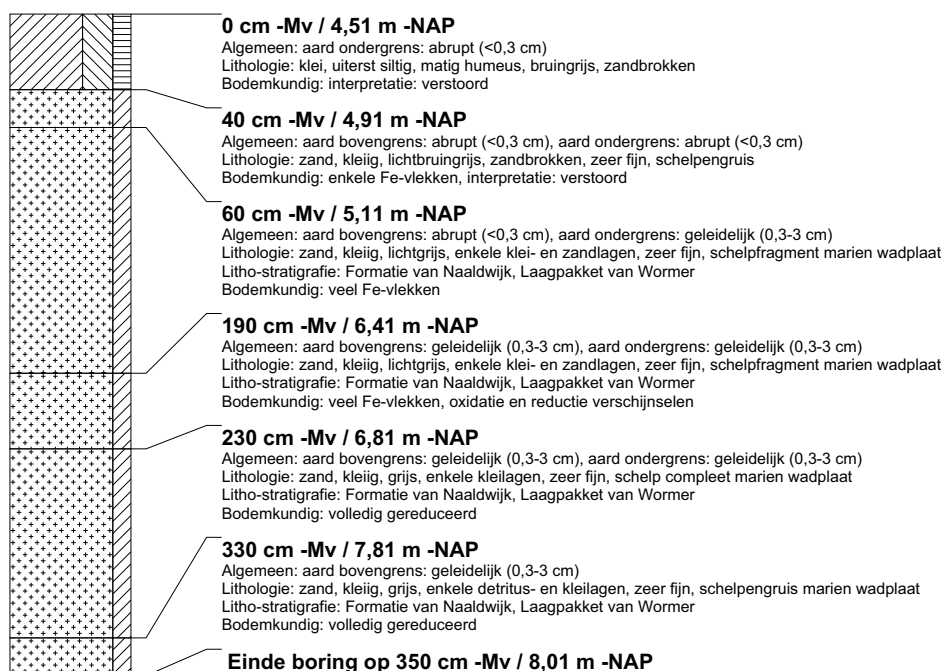 0 cm -Mv / 4,51 m -NAP
Algemeen: aard ondergrens: abrupt (<0,3 cm)
Lithologie: klei, uiterst siltig, matig humeus, bruingrijs, zandbrokken
Bodemkundig: interpretatie: verstoord
40 cm -Mv / 4,91 m -NAP
Algemeen: aard bovengrens: abrupt (<0,3 cm), aard ondergrens: abrupt (<0,3 cm)
Lithologie: zand, kleiig, lichtbruingrijs, zandbrokken, zeer fijn, schelpengruis
Bodemkundig: enkele Fe-vlekken, interpretatie: verstoord
60 cm -Mv / 5,11 m -NAP
Algemeen: aard bovengrens: abrupt (<0,3 cm), aard ondergrens: geleidelijk (0,3-3 cm)
Lithologie: zand, kleiig, lichtgrijs, enkele klei- en zandlagen, zeer fijn, schelpfragment marien wadplaat
Litho-stratigrafie: Formatie van Naaldwijk, Laagpakket van Wormer
Bodemkundig: veel Fe-vlekken
190 cm -Mv / 6,41 m -NAP
Algemeen: aard bovengrens: geleidelijk (0,3-3 cm), aard ondergrens: geleidelijk (0,3-3 cm)
Lithologie: zand, kleiig, lichtgrijs, enkele klei- en zandlagen, zeer fijn, schelpfragment marien wadplaat
Litho-stratigrafie: Formatie van Naaldwijk, Laagpakket van Wormer
Bodemkundig: veel Fe-vlekken, oxidatie en reductie verschijnselen
230 cm -Mv / 6,81 m -NAP
Algemeen: aard bovengrens: geleidelijk (0,3-3 cm), aard ondergrens: geleidelijk (0,3-3 cm)
Lithologie: zand, kleiig, grijs, enkele kleilagen, zeer fijn, schelp compleet marien wadplaat
Litho-stratigrafie: Formatie van Naaldwijk, Laagpakket van Wormer
Bodemkundig: volledig gereduceerd
330 cm -Mv / 7,81 m -NAP
Algemeen: aard bovengrens: geleidelijk (0,3-3 cm)
Lithologie: zand, kleiig, grijs, enkele detritus- en kleilagen, zeer fijn, schelpengruis marien wadplaat
Litho-stratigrafie: Formatie van Naaldwijk, Laagpakket van Wormer
Bodemkundig: volledig gereduceerd
Einde boring op 350 cm -Mv / 8,01 m -NAP